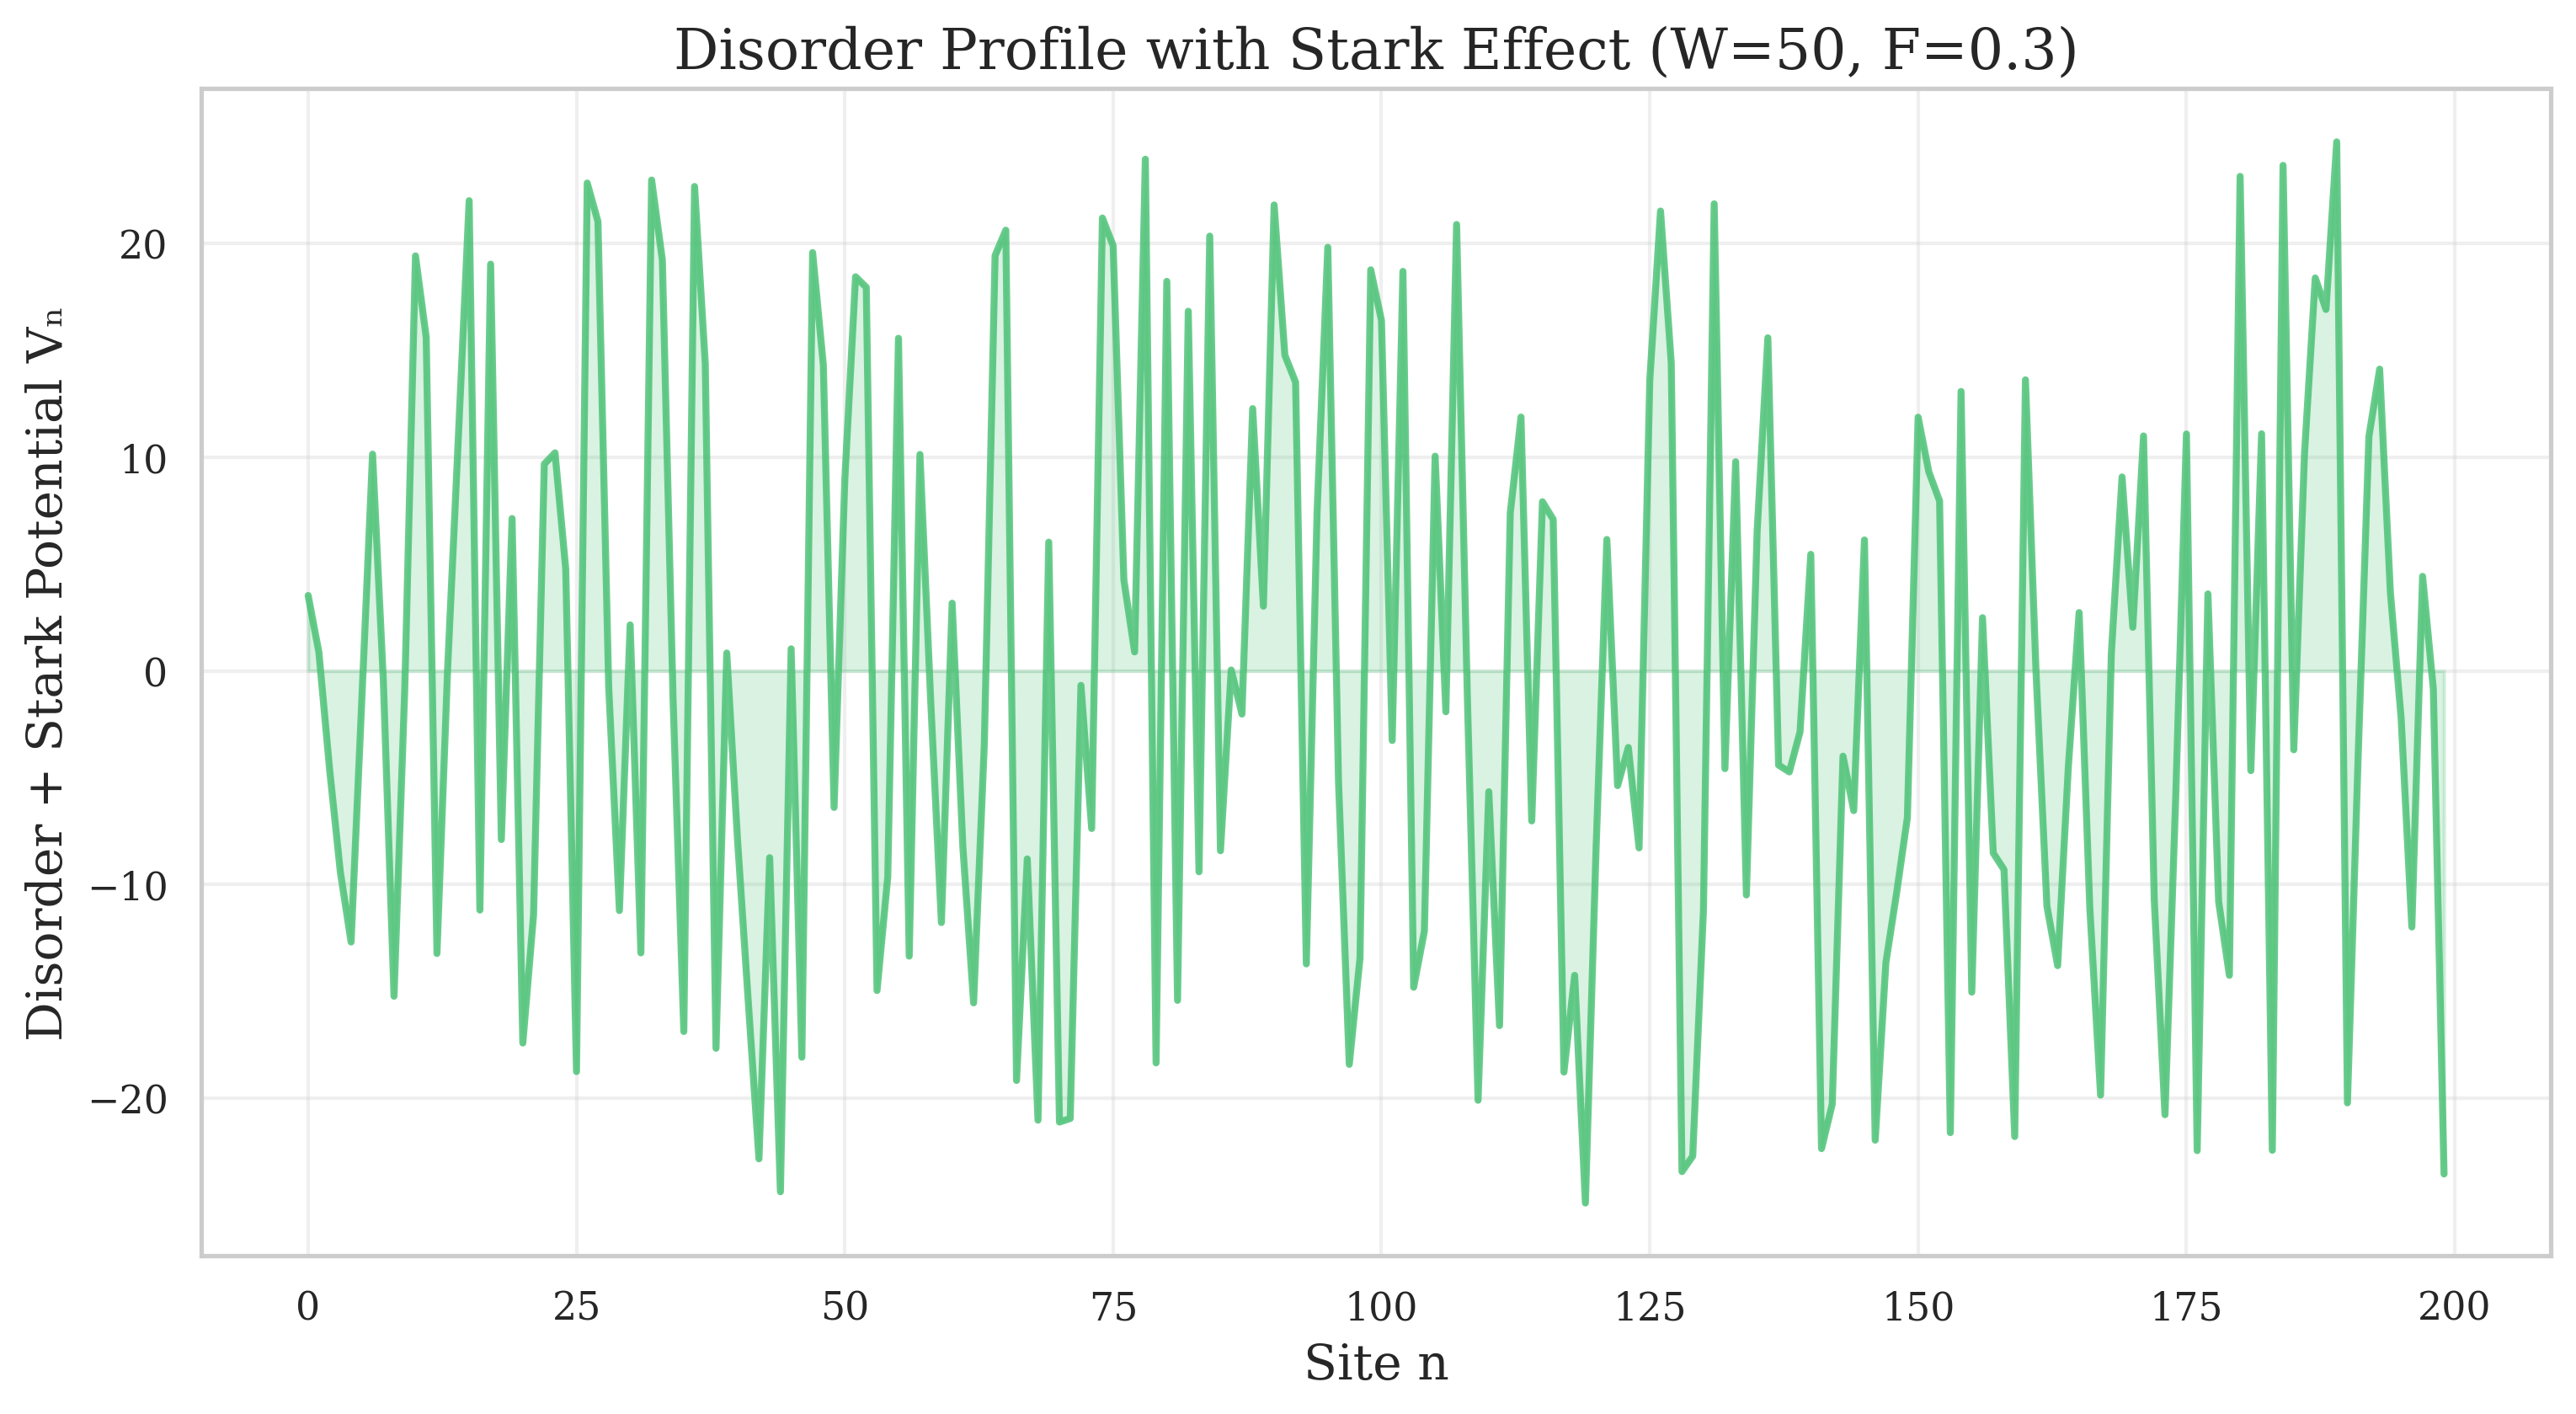 Disorder Profile with Stark Effect (W=50, F=0.3)
Disorder + Stark Potential Vₙ
20
10
0
−10
−20
0 25 50 75 100 125 150 175 200
Site n